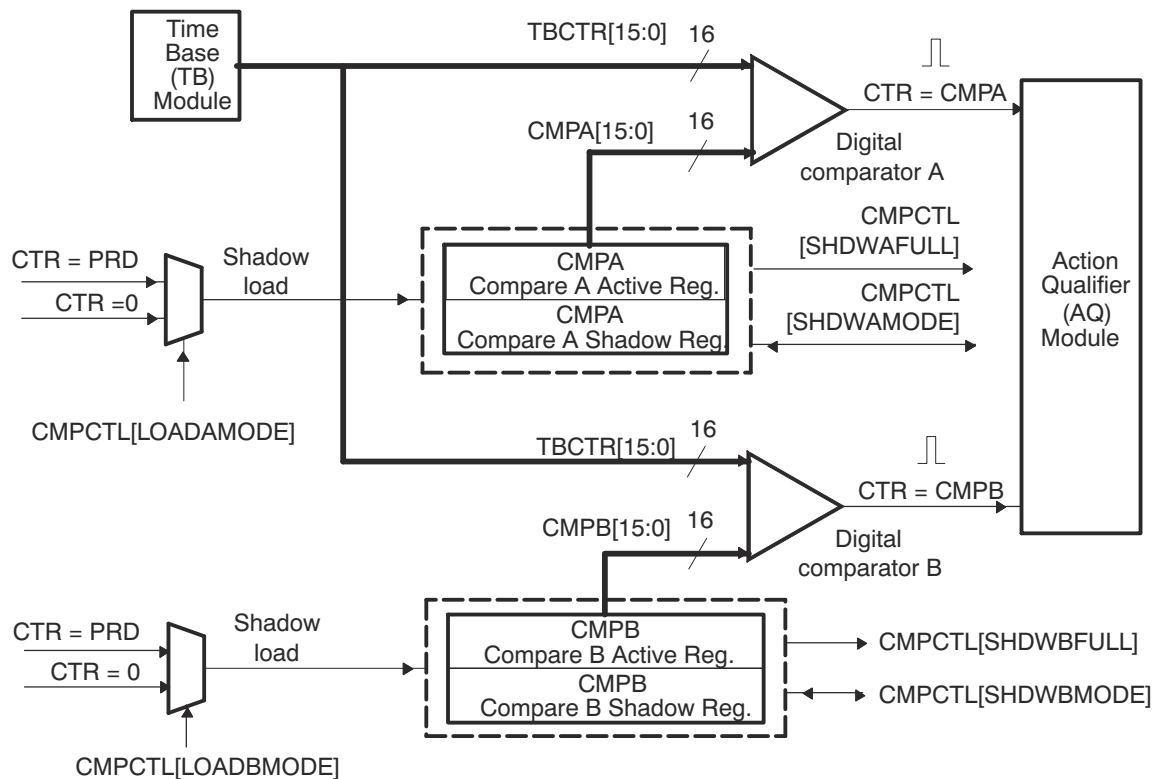 Time
Base
(TB)
Module
TBCTR[15:0]
16
CTR = CMPA
CMPA[15:0]
16
Digital
comparator A
CMPCTL
[SHDWAFULL]
CMPCTL
[SHDWAMODE]
Action
Qualifier
(AQ)
Module
CTR = PRD
CTR =0
Shadow
load
CMPA
Compare A Active Reg.
CMPA
Compare A Shadow Reg.
CMPCTL[LOADAMODE]
TBCTR[15:0]
16
CTR = CMPB
CMPB[15:0]
16
Digital
comparator B
CTR = PRD
CTR = 0
Shadow
load
CMPB
Compare B Active Reg.
CMPB
Compare B Shadow Reg.
CMPCTL[SHDWBFULL]
CMPCTL[SHDWBMODE]
CMPCTL[LOADBMODE]